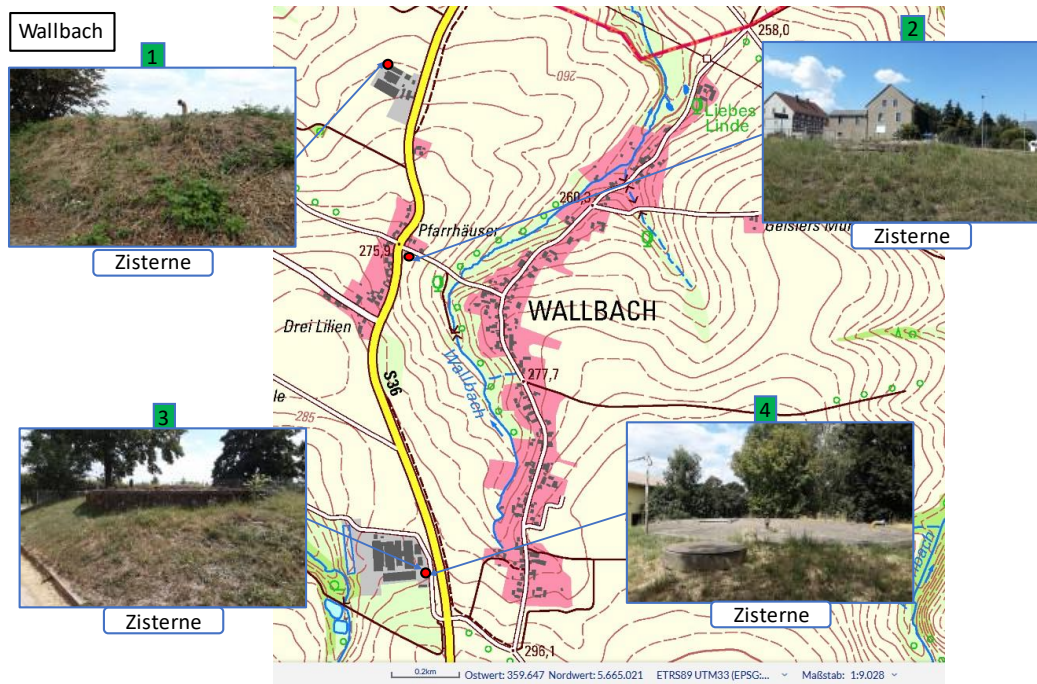 Wallbach
1
Zisterne
2
Zisterne
3
Zisterne
4
Zisterne
258,0
260
Liebes
Linde
260,3
Pfarrhäuser
275,9
Drei Lilien
WALLBACH
Wallbach
S36
277,7
285
296,1
0.2km
Ostwert: 359.647 Nordwert: 5.665.021
ETRS89 UTM33 (EPSG:...
Maßstab: 1:9.028